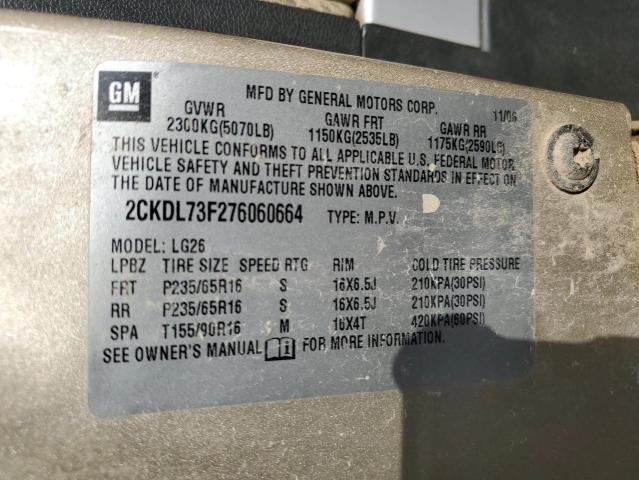 GM
MFD BY GENERAL MOTORS CORP. 11/06
GVWR GAWR FRT GAWR RR
2300KG(5070LB) 1150KG(2535LB) 1175KG(2590LB)
THIS VEHICLE CONFORMS TO ALL APPLICABLE U.S. FEDERAL MOTOR
VEHICLE SAFETY AND THEFT PREVENTION STANDARDS IN EFFECT ON
THE DATE OF MANUFACTURE SHOWN ABOVE.
2CKDL73F276060664 TYPE: M.P.V.
MODEL: LG26
LPBZ TIRE SIZE SPEED RTG RIM COLD TIRE PRESSURE
FRT P235/65R16 S 16X6.5J 210KPA(30PSI)
RR P235/65R16 S 16X6.5J 210KPA(30PSI)
SPA T155/90R16 M 16X4T 420KPA(60PSI)
SEE OWNER'S MANUAL FOR MORE INFORMATION.